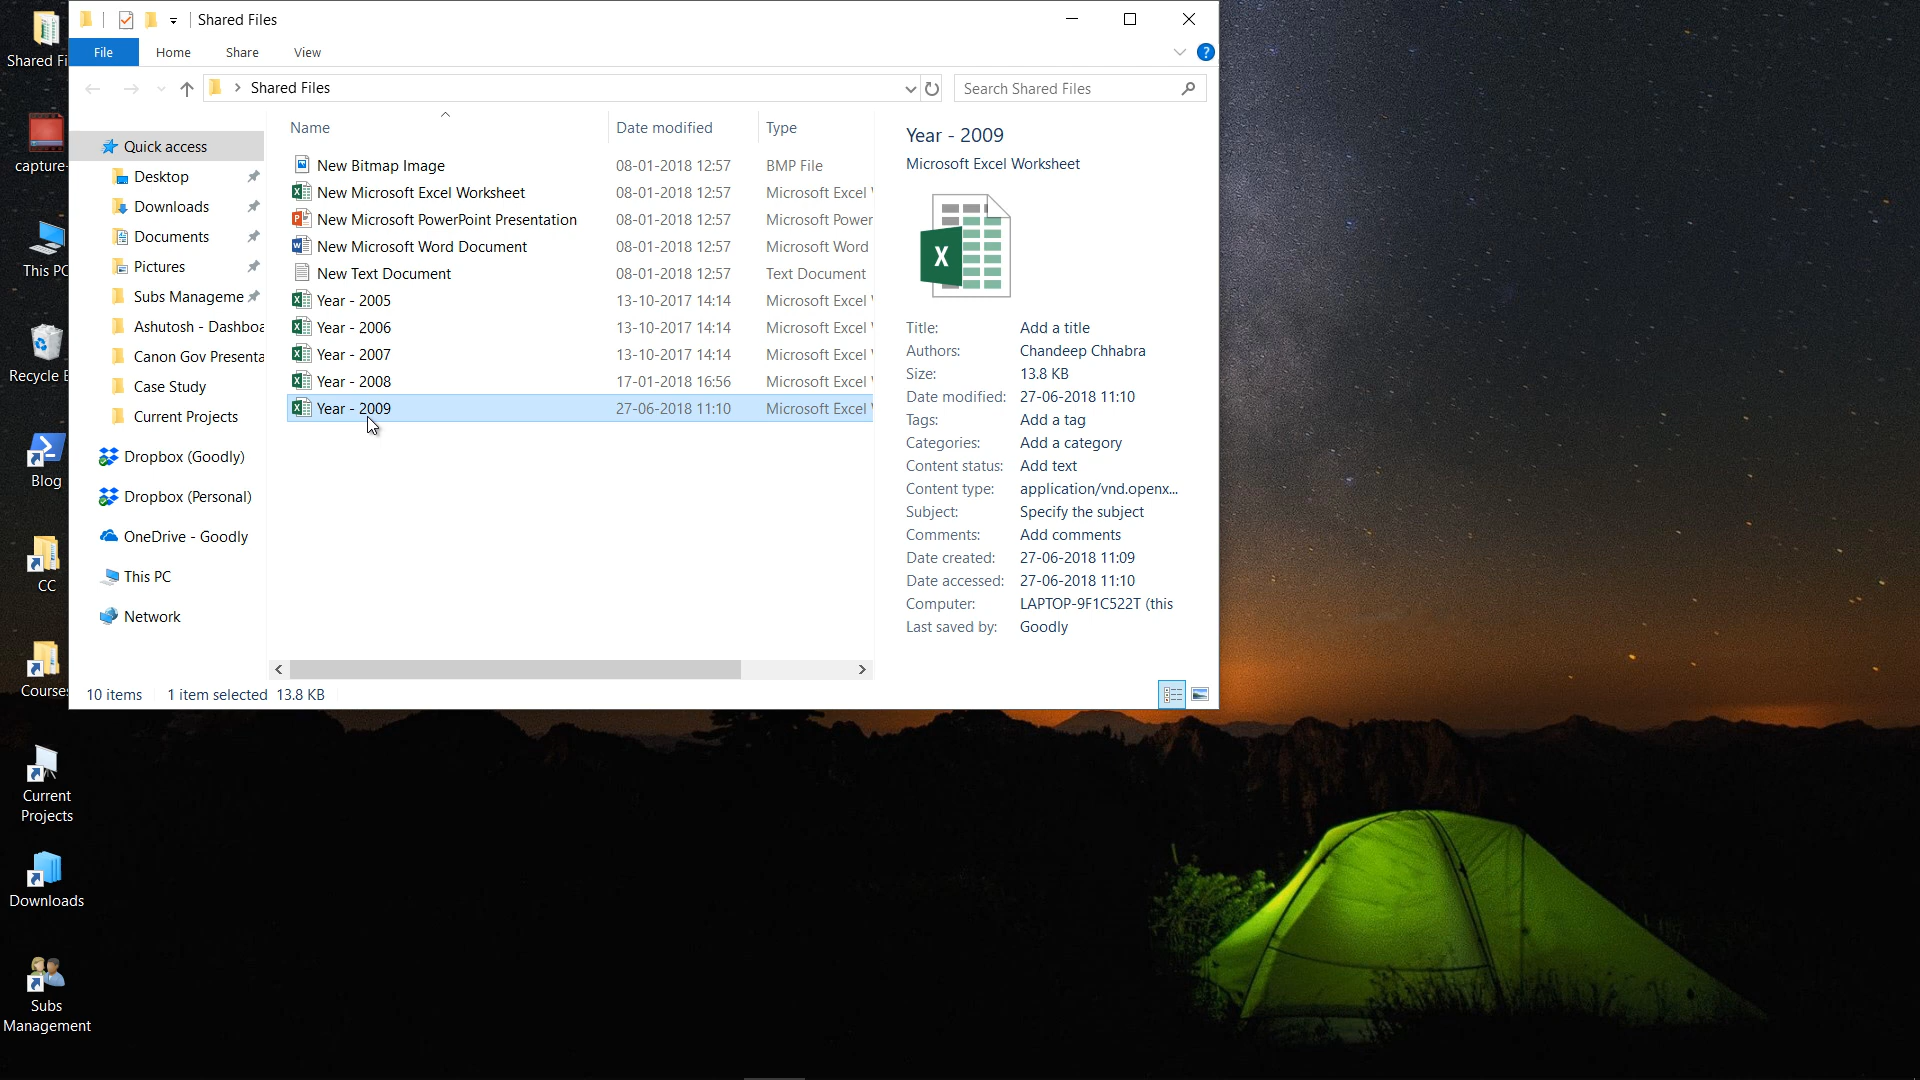 Shared Files
File Home Share View
Shared Files
Search Shared Files
Name Date modified Type
Quick access
Desktop
Downloads
Documents
Pictures
Subs Manageme
Ashutosh - Dashboa
Canon Gov Presenta
Case Study
Current Projects
Dropbox (Goodly)
Dropbox (Personal)
OneDrive - Goodly
This PC
Network
New Bitmap Image 08-01-2018 12:57 BMP File
New Microsoft Excel Worksheet 08-01-2018 12:57 Microsoft Excel
New Microsoft PowerPoint Presentation 08-01-2018 12:57 Microsoft Power
New Microsoft Word Document 08-01-2018 12:57 Microsoft Word
New Text Document 08-01-2018 12:57 Text Document
Year - 2005 13-10-2017 14:14 Microsoft Excel
Year - 2006 13-10-2017 14:14 Microsoft Excel
Year - 2007 13-10-2017 14:14 Microsoft Excel
Year - 2008 17-01-2018 16:56 Microsoft Excel
Year - 2009 27-06-2018 11:10 Microsoft Excel
Year - 2009
Microsoft Excel Worksheet
Title: Add a title
Authors: Chandeep Chhabra
Size: 13.8 KB
Date modified: 27-06-2018 11:10
Tags: Add a tag
Categories: Add a category
Content status: Add text
Content type: application/vnd.openx...
Subject: Specify the subject
Comments: Add comments
Date created: 27-06-2018 11:09
Date accessed: 27-06-2018 11:10
Computer: LAPTOP-9F1C522T (this
Last saved by: Goodly
10 items 1 item selected 13.8 KB
Shared Fi
capture-
This PC
Recycle B
Blog
CC
Courses
Current
Projects
Downloads
Subs
Management